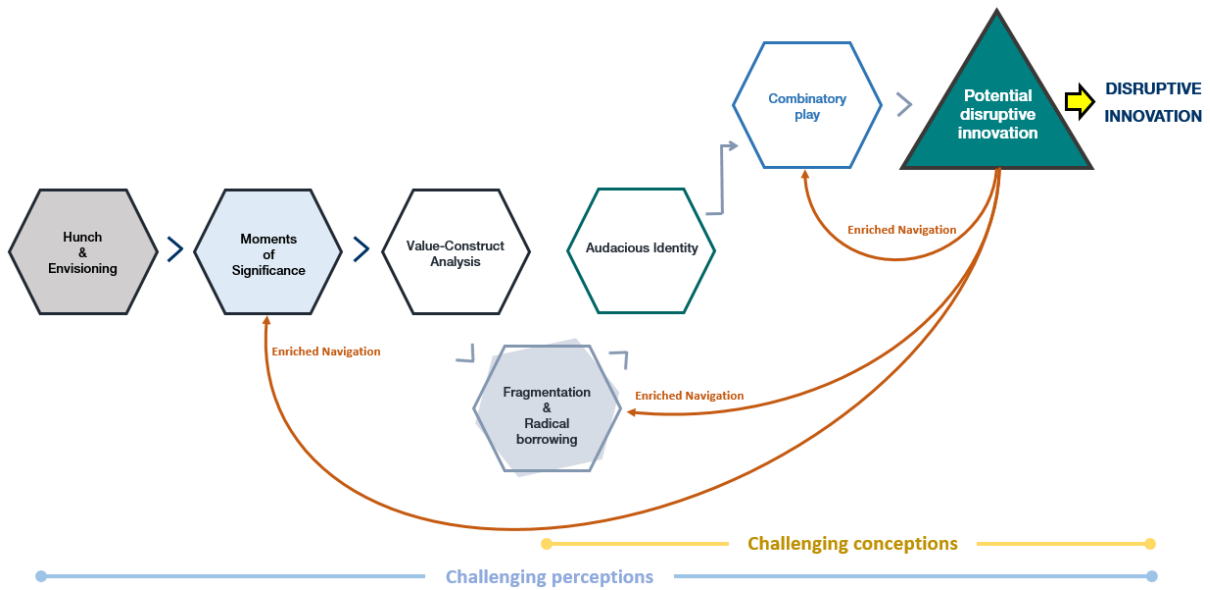 Hunch
&
Envisioning
Moments
of
Significance
Value-Construct
Analysis
Fragmentation
&
Radical
borrowing
Audacious Identity
Combinatory
play
Potential
disruptive
innovation
DISRUPTIVE
INNOVATION
Enriched Navigation
Enriched Navigation
Enriched Navigation
Challenging conceptions
Challenging perceptions